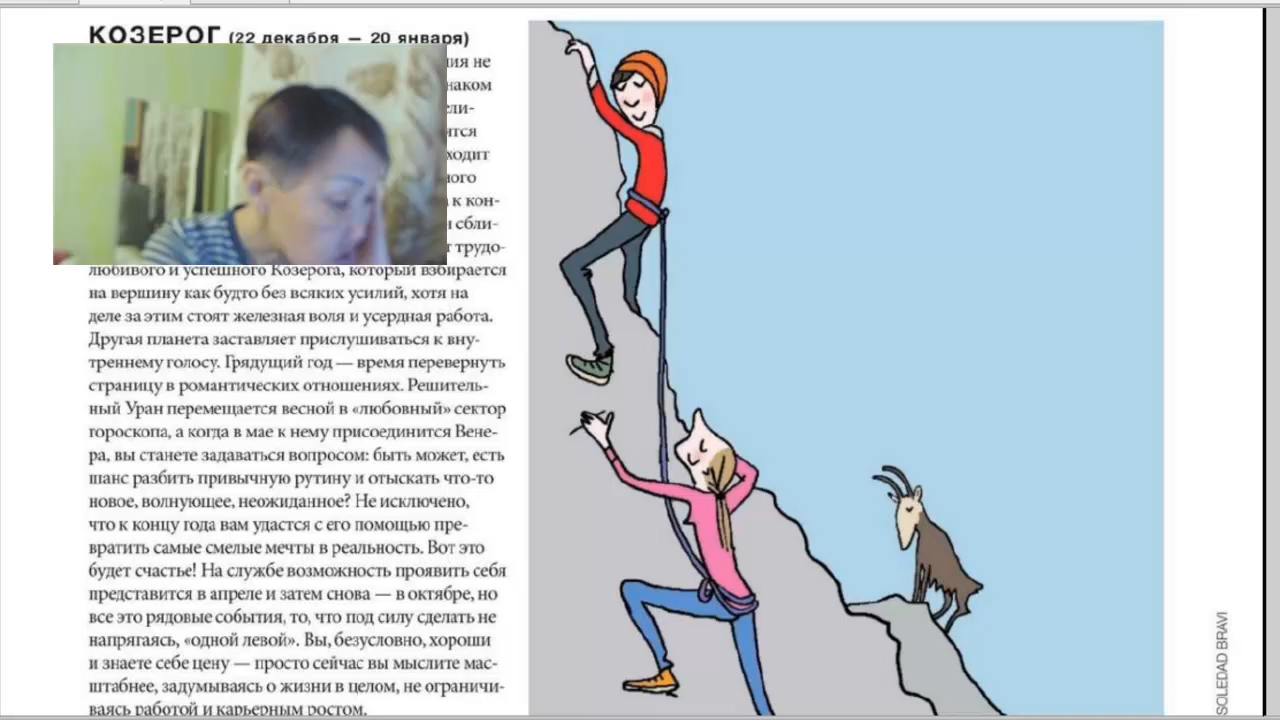 КОЗЕРОГ (22 декабря — 20 января)
не
ходит
к кон-
трудо-
любивого и успешного Козерога, который взбирается
на вершину как будто без всяких усилий, хотя на
деле за этим стоят железная воля и усердная работа.
Другая планета заставляет прислушиваться к вну-
треннему голосу. Грядущий год — время перевернуть
страницу в романтических отношениях. Решитель-
ный Уран перемещается весной в «любовный» сектор
гороскопа, а когда в мае к нему присоединится Вене-
ра, вы станете задаваться вопросом: быть может, есть
шанс разбить привычную рутину и отыскать что-то
новое, волнующее, неожиданное? Не исключено,
что к концу года вам удастся с его помощью пре-
вратить самые смелые мечты в реальность. Вот это
будет счастье! На службе возможность проявить себя
представится в апреле и затем снова — в октябре, но
все это рядовые события, то, что под силу сделать не
напрягаясь, «одной левой». Вы, безусловно, хороши
и знаете себе цену — просто сейчас вы мыслите мас-
штабнее, задумываясь о жизни в целом, не ограничи-
ваясь работой и карьерным ростом.
SOLEDAD BRAVI